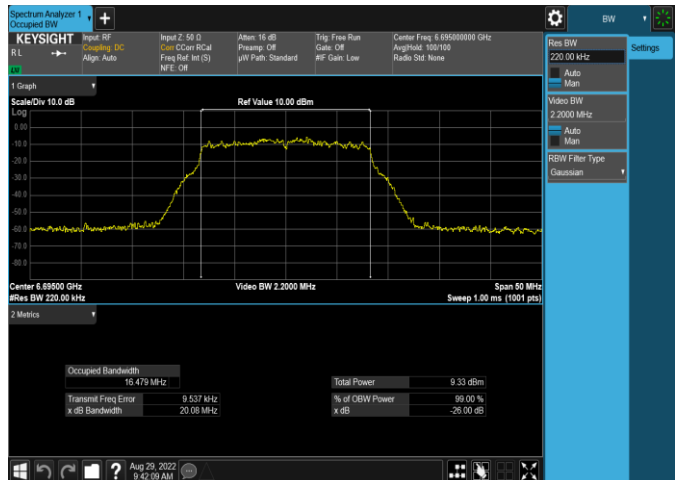 Spectrum Analyzer 1
Occupied BW
BW
KEYSIGHT
R L
LV
Input: RF
Coupling: DC
Align: Auto
Input Z: 50 Ω
Corr CCorr RCal
Freq Ref: Int (S)
NFE: Off
Atten: 16 dB
Preamp: Off
µW Path: Standard
Trig: Free Run
Gate: Off
#IF Gain: Low
Center Freq: 6.695000000 GHz
Avg|Hold: 100/100
Radio Std: None
1 Graph
Scale/Div 10.0 dB
Ref Value 10.00 dBm
Log
0.00
-10.0
-20.0
-30.0
-40.0
-50.0
-60.0
-70.0
-80.0
Center 6.69500 GHz
#Res BW 220.00 kHz
Video BW 2.2000 MHz
Span 50 MHz
Sweep 1.00 ms (1001 pts)
2 Metrics
Occupied Bandwidth
16.479 MHz
Transmit Freq Error 9.537 kHz
x dB Bandwidth 20.08 MHz
Total Power 9.33 dBm
% of OBW Power 99.00 %
x dB -26.00 dB
Res BW
220.00 kHz
Auto
Man
Video BW
2.2000 MHz
Auto
Man
RBW Filter Type
Gaussian
Settings
?
Aug 29, 2022
9:42:09 AM